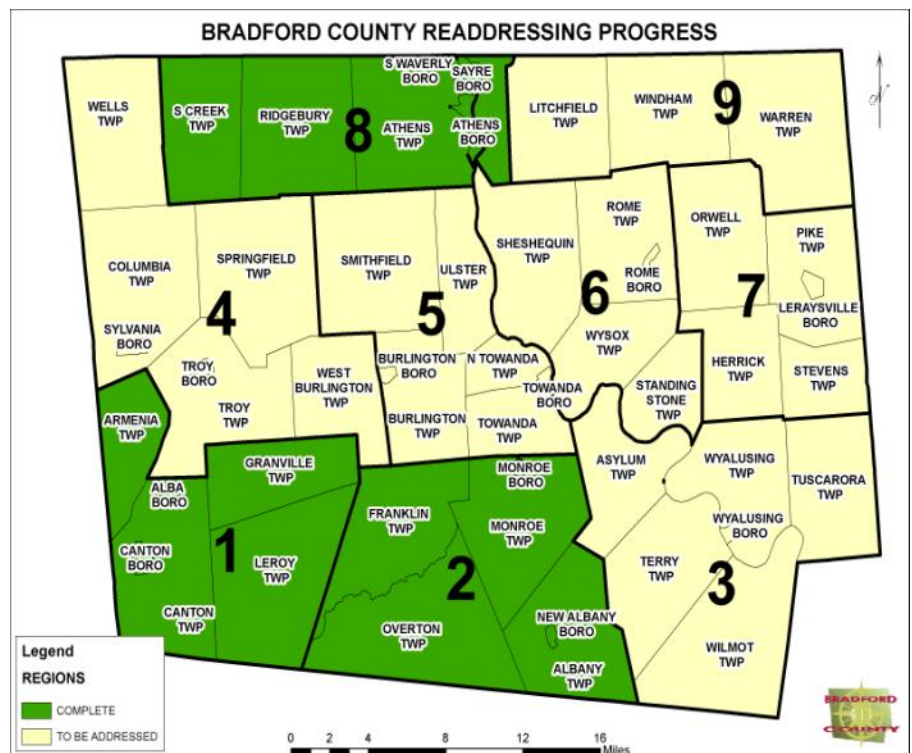 BRADFORD COUNTY READDRESSING PROGRESS
S WAVERLY
BORO
SAYRE
BORO
WELLS
TWP
S CREEK
TWP
RIDGEBURY
TWP
8
ATHENS
TWP
ATHENS
BORO
LITCHFIELD
TWP
WINDHAM
TWP
9
WARREN
TWP
N
COLUMBIA
TWP
SPRINGFIELD
TWP
SYLVANIA
BORO
4
TROY
BORO
TROY
TWP
WEST
BURLINGTON
TWP
SMITHFIELD
TWP
ULSTER
TWP
5
BURLINGTON
BORO
N TOWANDA
TWP
BURLINGTON
TWP
TOWANDA
TWP
TOWANDA
BORO
SHESHEQUIN
TWP
ROME
TWP
ROME
BORO
6
WYSOX
TWP
STANDING
STONE
TWP
ORWELL
TWP
PIKE
TWP
7
LERAYSVILLE
BORO
HERRICK
TWP
STEVENS
TWP
ARMENIA
TWP
GRANVILLE
TWP
ALBA
BORO
CANTON
BORO
1
LEROY
TWP
CANTON
TWP
MONROE
BORO
FRANKLIN
TWP
MONROE
TWP
2
OVERTON
TWP
NEW ALBANY
BORO
ALBANY
TWP
ASYLUM
TWP
WYALUSING
TWP
TUSCARORA
TWP
WYALUSING
BORO
TERRY
TWP
3
WILMOT
TWP
Legend
REGIONS
COMPLETE
TO BE ADDRESSED
0 2 4 8 12 16
Miles
BRADFORD
COUNTY